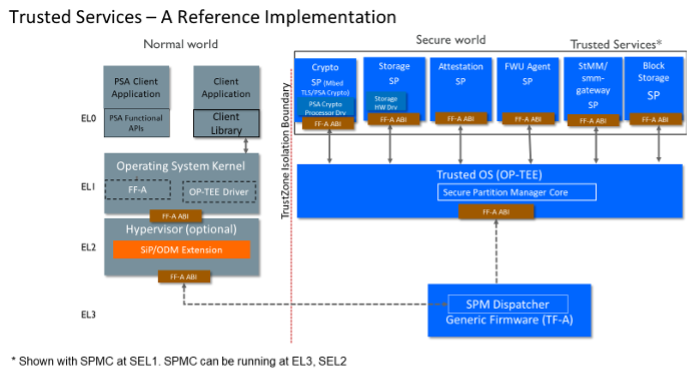 Trusted Services – A Reference Implementation
Normal world
Secure world
Trusted Services*
PSA Client
Application
PSA Functional
APIs
Client
Application
Client
Library
EL0
TrustZone Isolation Boundary
Crypto
SP (Mbed
TLS/PSA Crypto)
PSA Crypto
Processor Drv
FF-A ABI
Storage
SP
Storage
HW Drv
FF-A ABI
Attestation
SP
FF-A ABI
FWU Agent
SP
FF-A ABI
StMM/
smm-
gateway
SP
FF-A ABI
Block
Storage
SP
FF-A ABI
EL1
Operating System Kernel
FF-A
OP-TEE Driver
FF-A ABI
Trusted OS (OP-TEE)
Secure Partition Manager Core
FF-A ABI
EL2
Hypervisor (optional)
SiP/ODM Extension
FF-A ABI
EL3
SPM Dispatcher
Generic Firmware (TF-A)
* Shown with SPMC at SEL1. SPMC can be running at EL3, SEL2